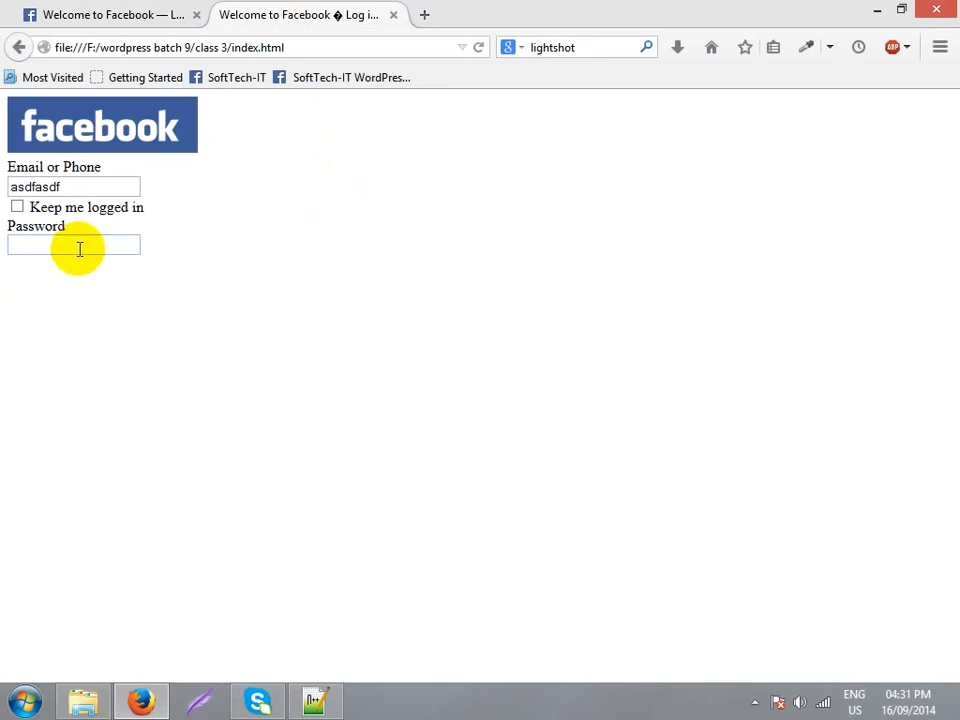 Welcome to Facebook — L...
Welcome to Facebook � Log i...
file:///F:/wordpress batch 9/class 3/index.html
8
lightshot
ABP
Most Visited
Getting Started
SoftTech-IT
SoftTech-IT WordPres...
facebook
Email or Phone
asdfasdf
Keep me logged in
Password
n++
ENG
04:31 PM
US
16/09/2014